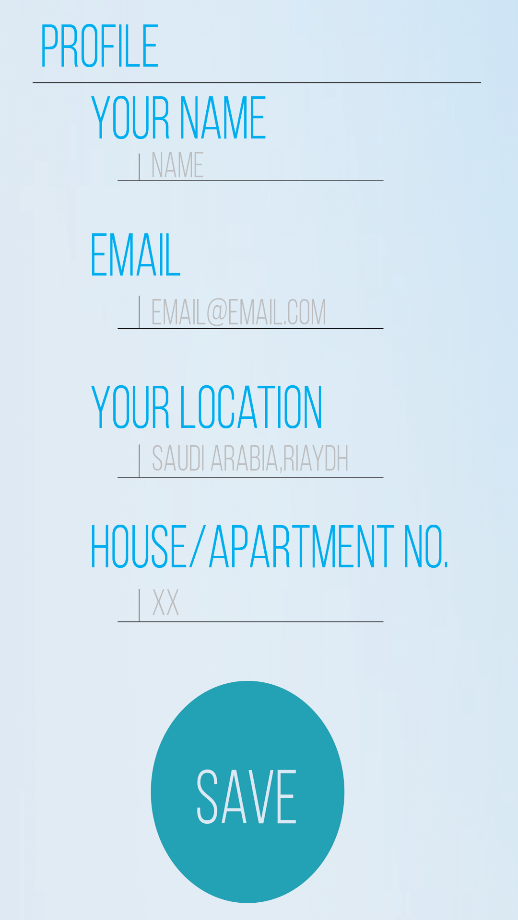 PROFILE
YOUR NAME
NAME
EMAIL
EMAIL@EMAIL.COM
YOUR LOCATION
SAUDI ARABIA,RIAYDH
HOUSE/APARTMENT NO.
XX
SAVE